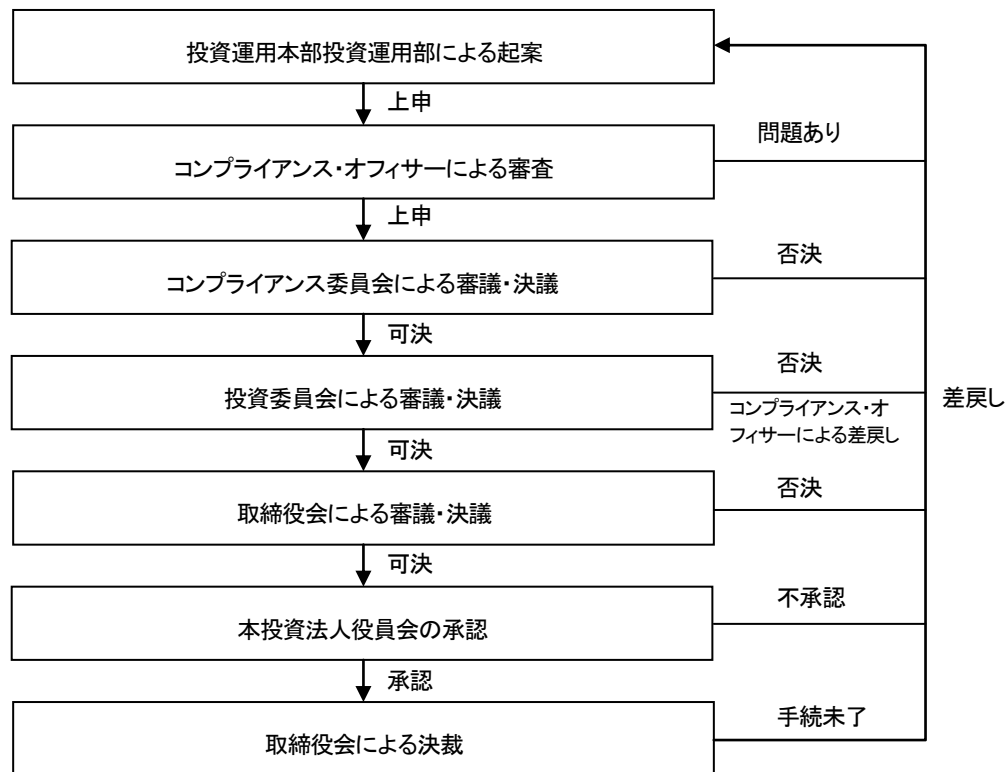 投資運用本部投資運用部による起案
上申
問題あり
コンプライアンス・オフィサーによる審査
上申
否決
コンプライアンス委員会による審議・決議
可決
否決
投資委員会による審議・決議
差戻し
コンプライアンス・オ
フィサーによる差戻し
可決
否決
取締役会による審議・決議
可決
不承認
本投資法人役員会の承認
承認
手続未了
取締役会による決裁